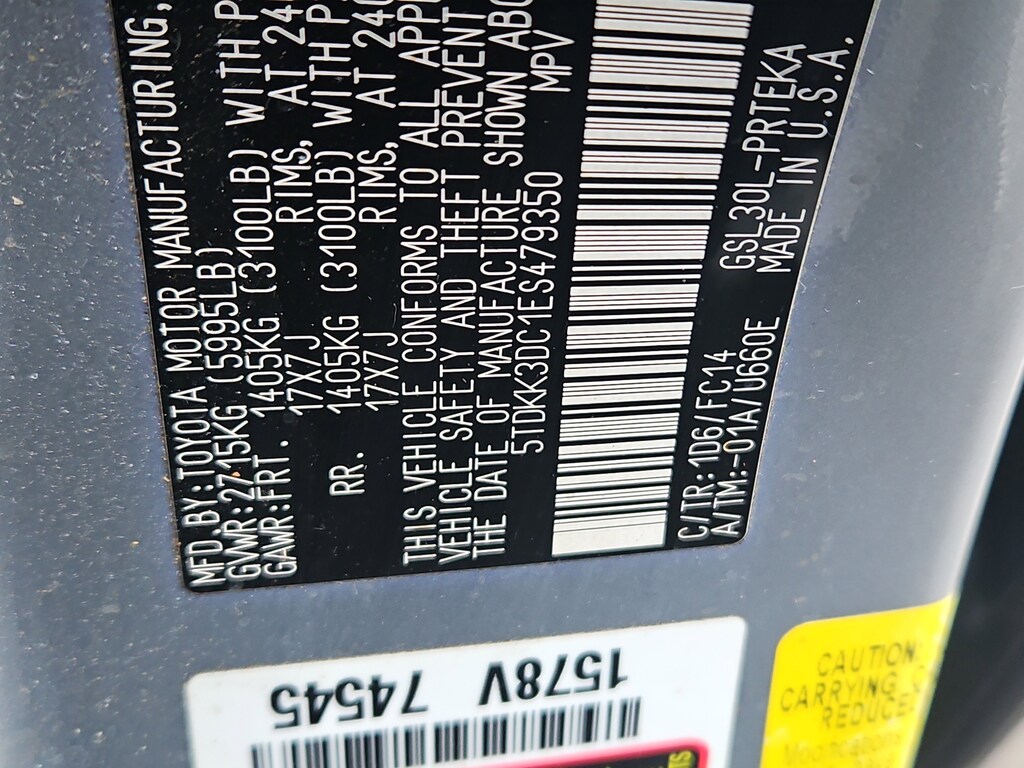 MFD.BY:TOYOTA MOTOR MANUFACTURING,
GVWR:2715KG (5995LB)
GAWR:FRT. 1405KG (3100LB) WITH P
17X7J RIMS, AT 240
RR. 1405KG (3100LB) WITH P
17X7J RIMS, AT 240
THIS VEHICLE CONFORMS TO ALL APPL
VEHICLE SAFETY AND THEFT PREVENT
THE DATE OF MANUFACTURE SHOWN ABO
5TDKK3DC1ES479350 MPV
C/TR:1D6/FC14 GSL30L-PRTEKA
A/TM:-01A/U660E MADE IN U.S.A.
1578V 74545
CAUTION:
CARRYING
REDUCE
Modifications